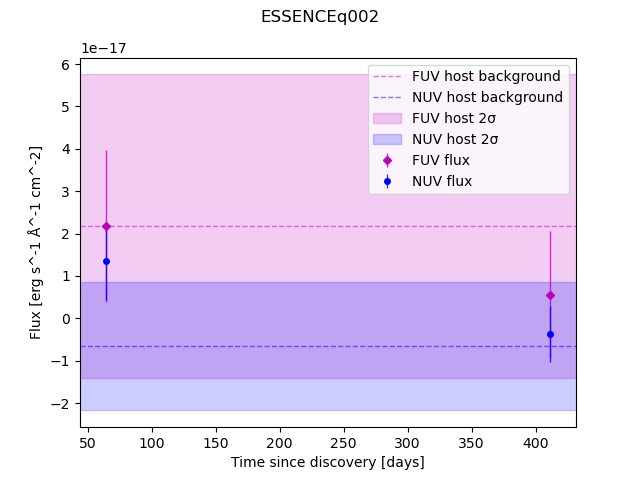 ESSENCEq002
1e−17
6
5
4
3
2
1
0
−1
−2
Flux [erg s^-1 Å^-1 cm^-2]
FUV host background
NUV host background
FUV host 2σ
NUV host 2σ
FUV flux
NUV flux
50 100 150 200 250 300 350 400
Time since discovery [days]